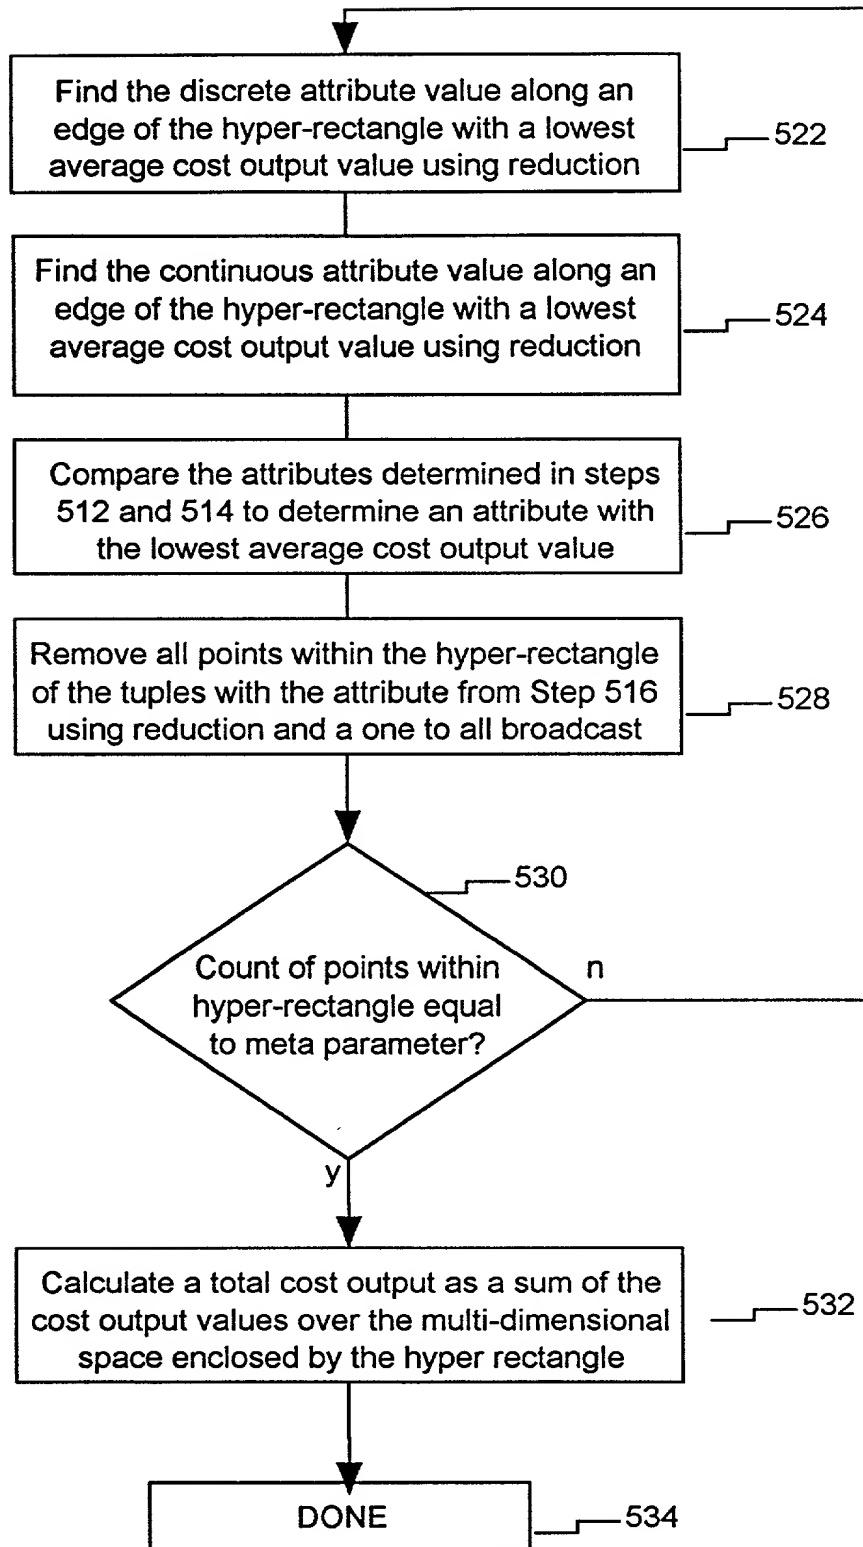 Find the discrete attribute value along an
edge of the hyper-rectangle with a lowest
average cost output value using reduction
522
Find the continuous attribute value along an
edge of the hyper-rectangle with a lowest
average cost output value using reduction
524
Compare the attributes determined in steps
512 and 514 to determine an attribute with
the lowest average cost output value
526
Remove all points within the hyper-rectangle
of the tuples with the attribute from Step 516
using reduction and a one to all broadcast
528
530
Count of points within
hyper-rectangle equal
to meta parameter?
n
y
Calculate a total cost output as a sum of the
cost output values over the multi-dimensional
space enclosed by the hyper rectangle
532
DONE
534